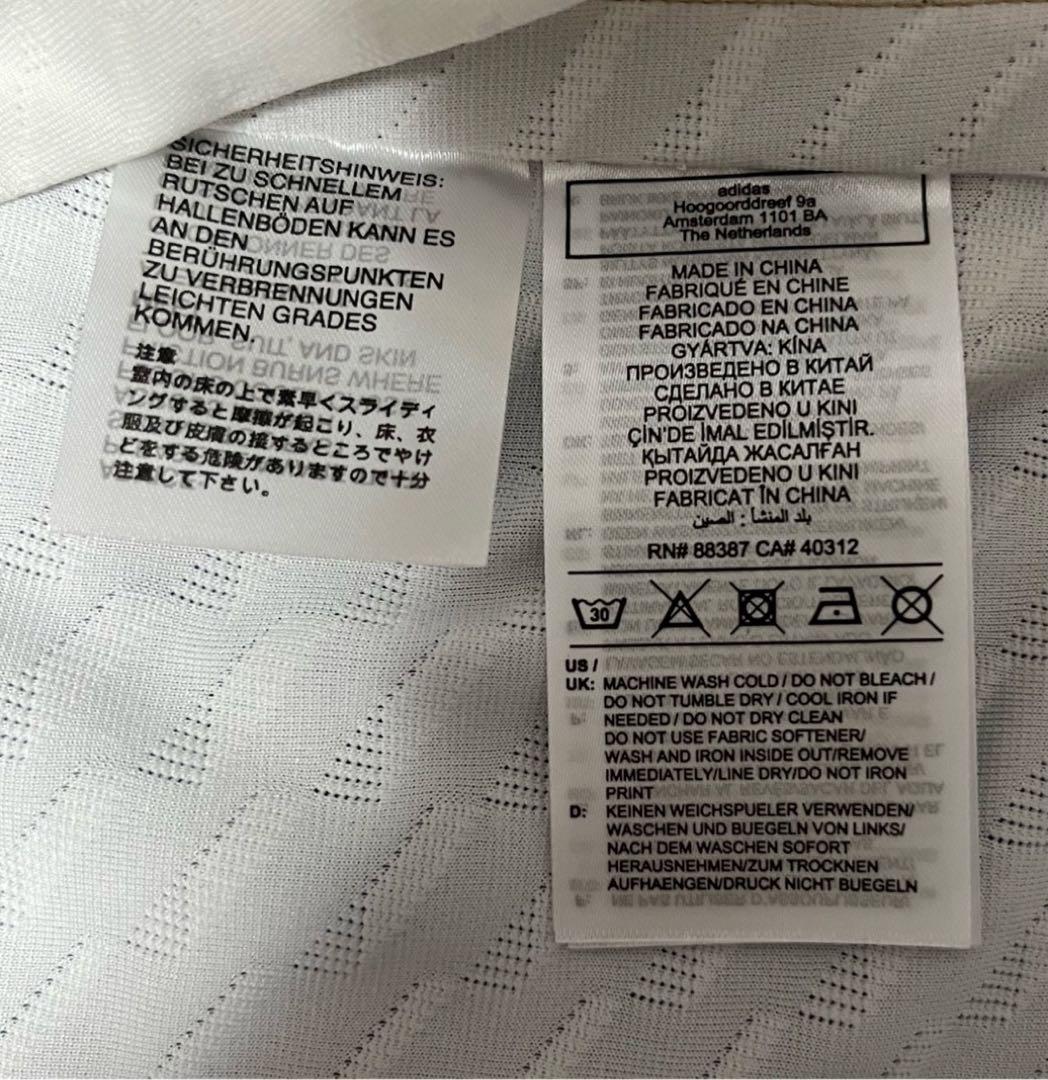 SICHERHEITSHINWEIS:
BEI ZU SCHNELLEM
RUTSCHEN AUF
HALLENBÖDEN KANN ES
AN DEN
BERÜHRUNGSPUNKTEN
ZU VERBRENNUNGEN
LEICHTEN GRADES
KOMMEN.
注意
室内の床の上で素早くスライディ
ングすると摩擦が起こり、床、衣
服及び皮膚の接するところでやけ
どをする危険がありますので十分
注意して下さい。
adidas
Hoogoorddreef 9a
Amsterdam 1101 BA
The Netherlands
MADE IN CHINA
FABRIQUÉ EN CHINE
FABRICADO EN CHINA
FABRICADO NA CHINA
GYÁRTVA: KÍNA
ПРОИЗВЕДЕНО В КИТАЙ
СДЕЛАНО В КИТАЕ
PROIZVEDENO U KINI
ÇİN'DE İMAL EDİLMİŞTİR.
ҚЫТАЙДА ЖАСАЛҒАН
PROIZVEDENO U KINI
FABRICAT ÎN CHINA
بلد المنشأ : الصين
RN# 88387 CA# 40312
30
US /
UK: MACHINE WASH COLD / DO NOT BLEACH /
DO NOT TUMBLE DRY / COOL IRON IF
NEEDED / DO NOT DRY CLEAN
DO NOT USE FABRIC SOFTENER/
WASH AND IRON INSIDE OUT/REMOVE
IMMEDIATELY/LINE DRY/DO NOT IRON
PRINT
D: KEINEN WEICHSPUELER VERWENDEN/
WASCHEN UND BUEGELN VON LINKS/
NACH DEM WASCHEN SOFORT
HERAUSNEHMEN/ZUM TROCKNEN
AUFHAENGEN/DRUCK NICHT BUEGELN